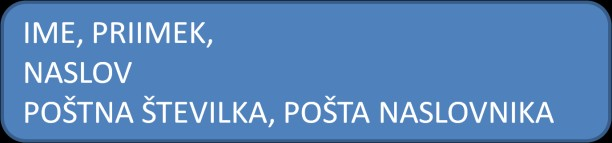 IME, PRIIMEK,
NASLOV
POŠTNA ŠTEVILKA, POŠTA NASLOVNIKA